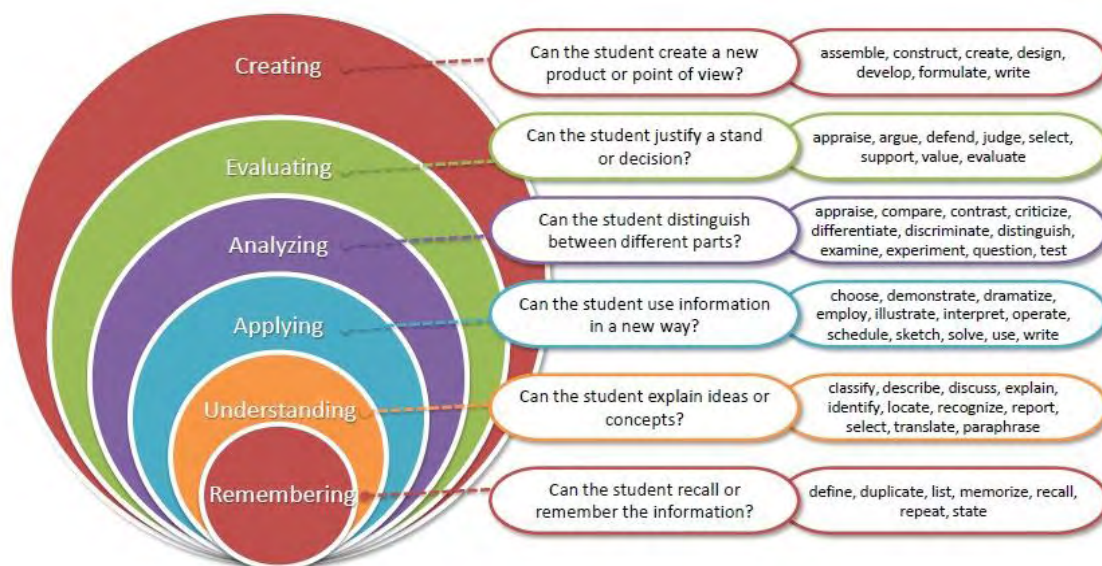 Creating
Can the student create a new
product or point of view?
assemble, construct, create, design,
develop, formulate, write
Evaluating
Can the student justify a stand
or decision?
appraise, argue, defend, judge, select,
support, value, evaluate
Analyzing
Can the student distinguish
between different parts?
appraise, compare, contrast, criticize,
differentiate, discriminate, distinguish,
examine, experiment, question, test
Applying
Can the student use information
in a new way?
choose, demonstrate, dramatize,
employ, illustrate, interpret, operate,
schedule, sketch, solve, use, write
Understanding
Can the student explain ideas or
concepts?
classify, describe, discuss, explain,
identify, locate, recognize, report,
select, translate, paraphrase
Remembering
Can the student recall or
remember the information?
define, duplicate, list, memorize, recall,
repeat, state